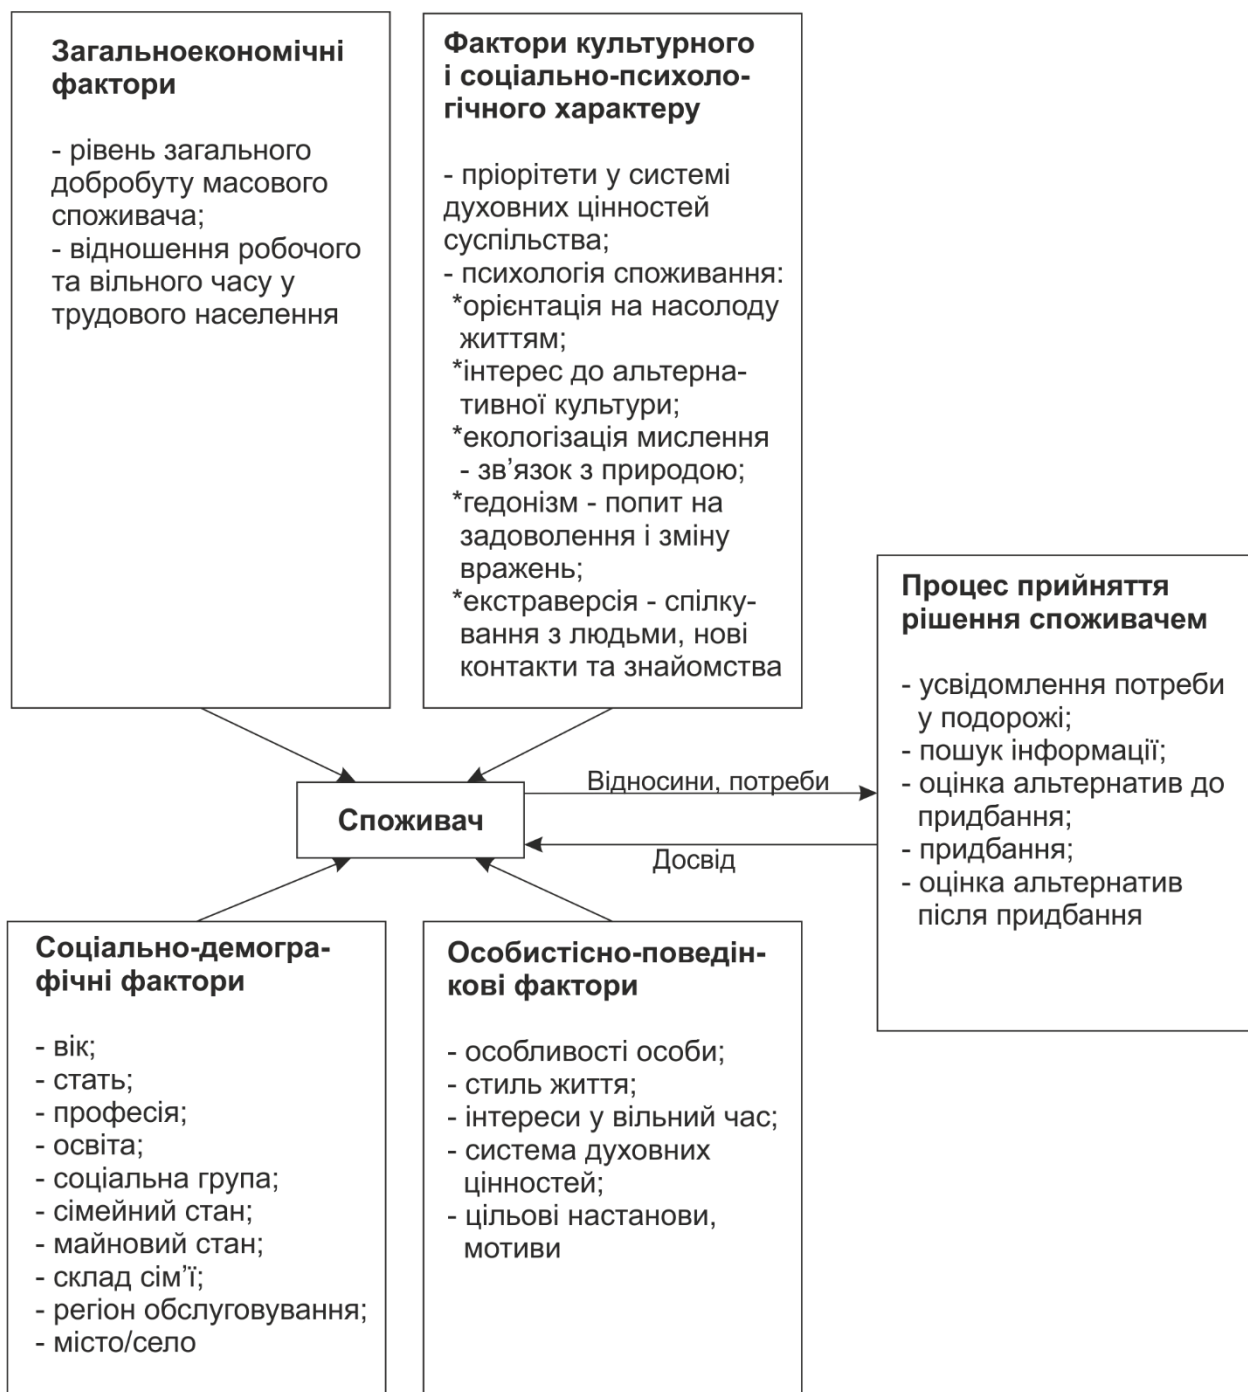 Загальноекономічні
фактори
- рівень загального
добробуту масового
споживача;
- відношення робочого
та вільного часу у
трудового населення
Фактори культурного
і соціально-психоло-
гічного характеру
- пріорітети у системі
духовних цінностей
суспільства;
- психологія споживання:
*орієнтація на насолоду
життям;
*інтерес до альтерна-
тивної культури;
*екологізація мислення
- зв’язок з природою;
*гедонізм - попит на
задоволення і зміну
вражень;
*екстраверсія - спілку-
вання з людьми, нові
контакти та знайомства
Процес прийняття
рішення споживачем
- усвідомлення потреби
у подорожі;
- пошук інформації;
- оцінка альтернатив до
придбання;
- придбання;
- оцінка альтернатив
після придбання
Споживач
Відносини, потреби
Досвід
Соціально-демогра-
фічні фактори
- вік;
- стать;
- професія;
- освіта;
- соціальна група;
- сімейний стан;
- майновий стан;
- склад сім’ї;
- регіон обслуговування;
- місто/село
Особистісно-поведін-
кові фактори
- особливості особи;
- стиль життя;
- інтереси у вільний час;
- система духовних
цінностей;
- цільові настанови,
мотиви